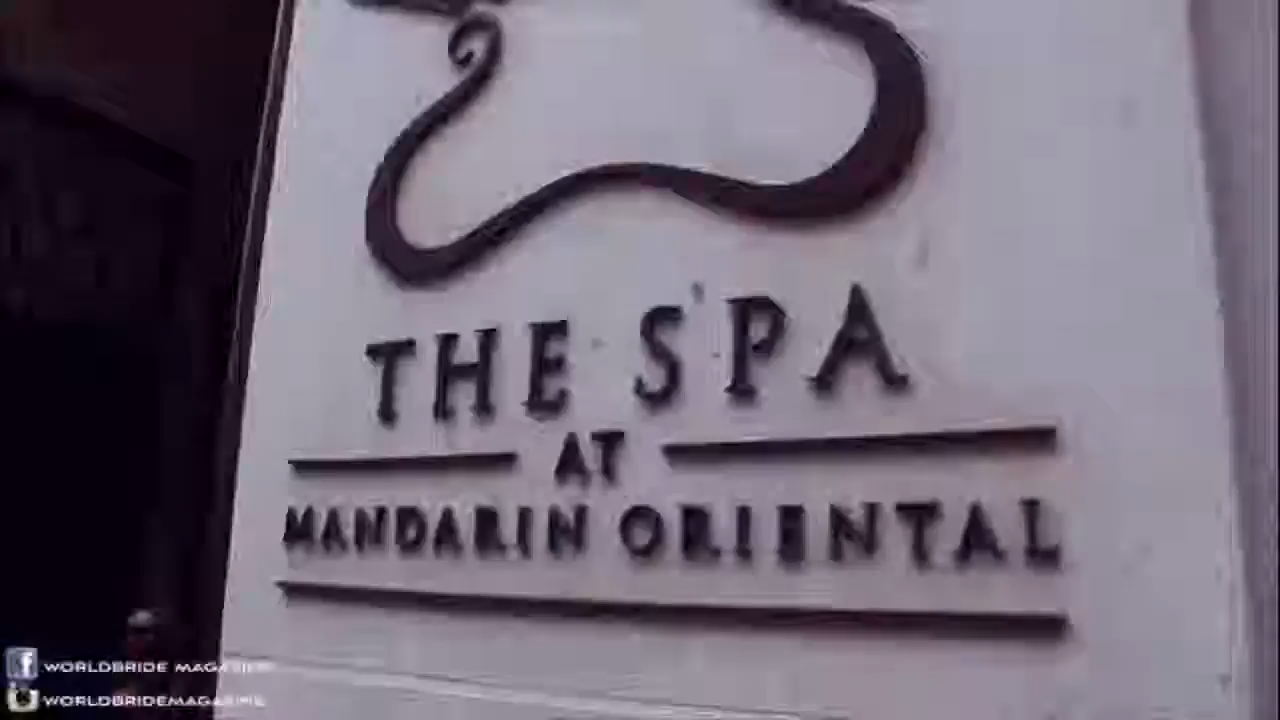 THE SPA
AT
MANDARIN ORIENTAL
WORLDBRIDE MAGAZINE
WORLDBRIDEMAGAZINE